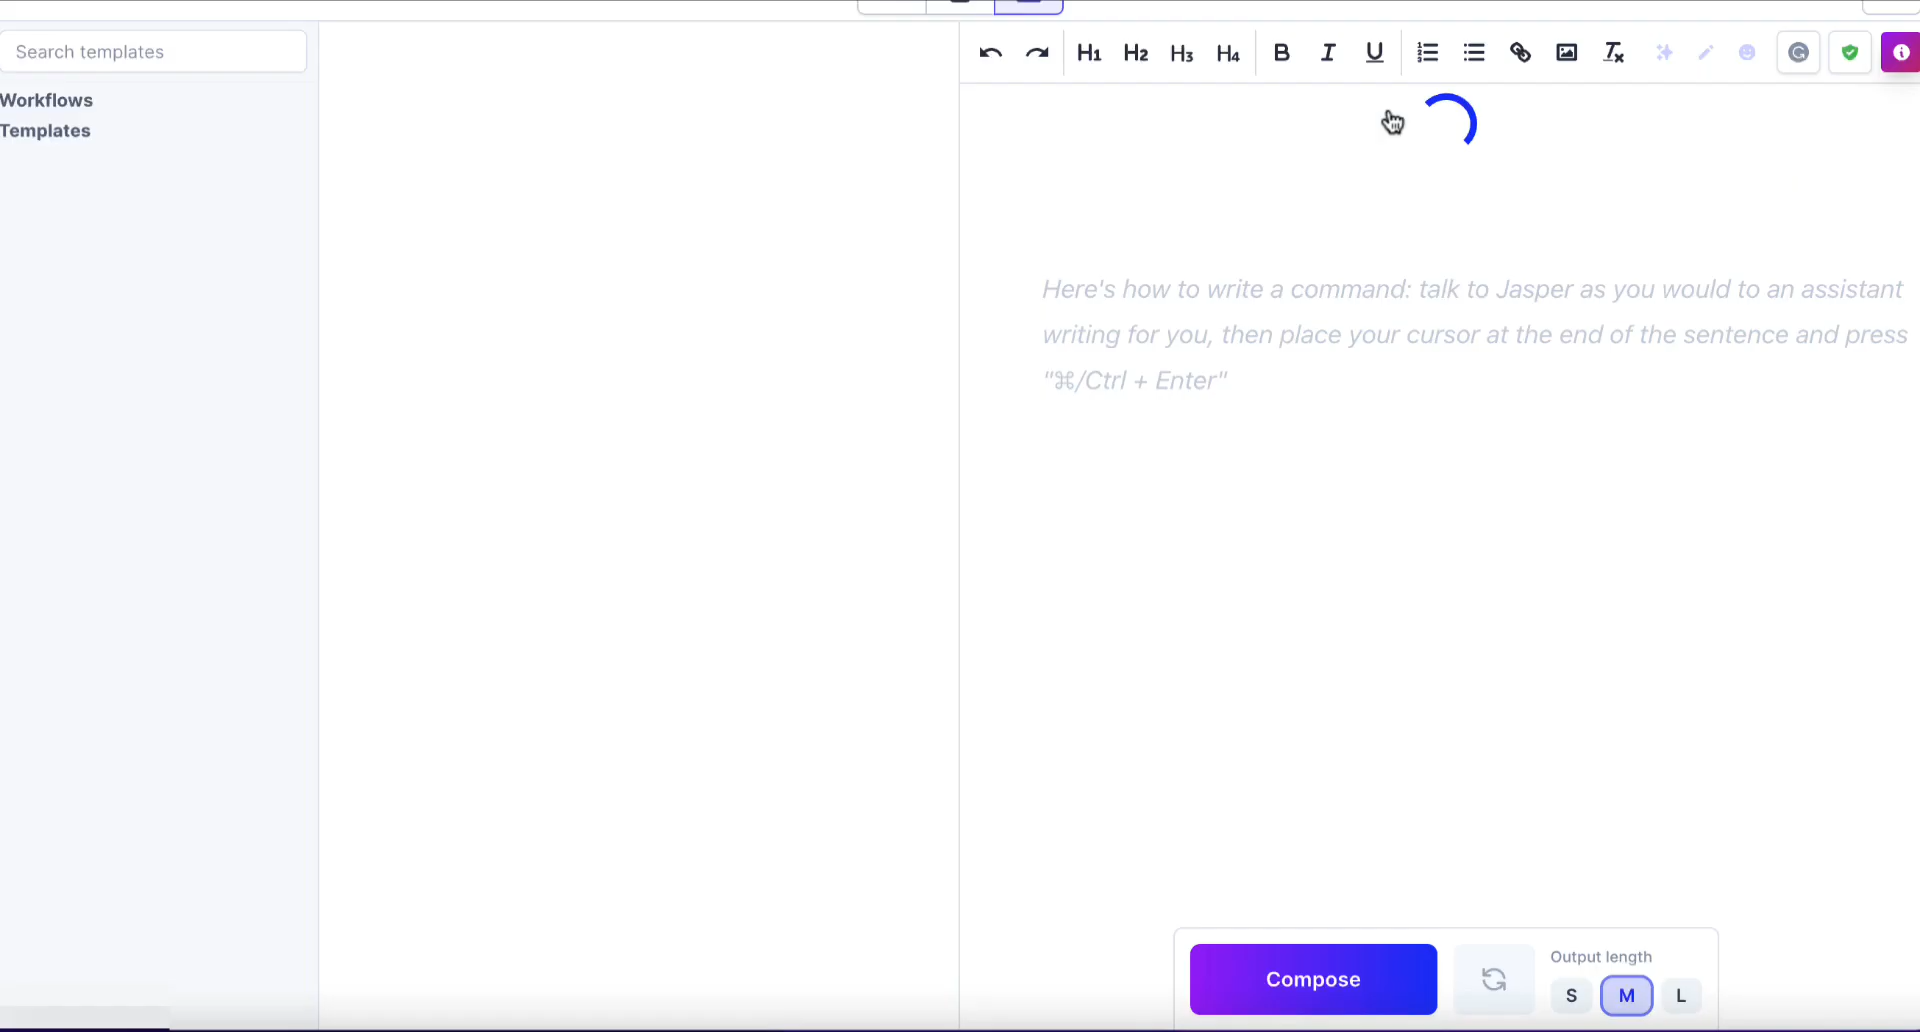 Search templates
Workflows
Templates
H1 H2 H3 H4 B I U
Here's how to write a command: talk to Jasper as you would to an assistant
writing for you, then place your cursor at the end of the sentence and press
"⌘/Ctrl + Enter"
Compose
Output length
S M L